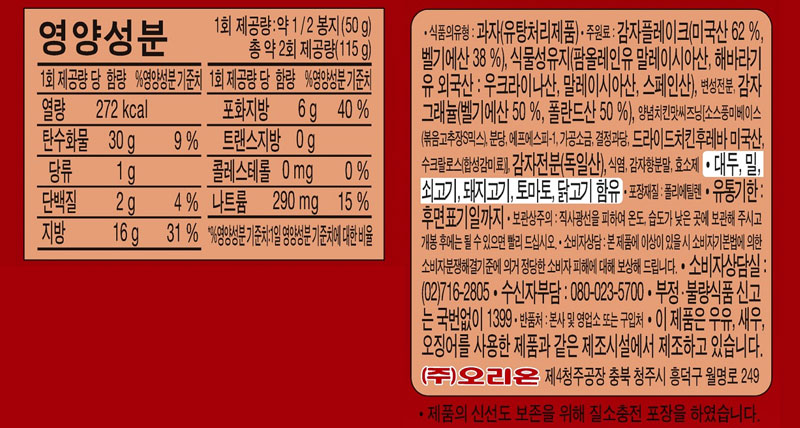 영양성분
1회 제공량:약 1/2 봉지(50 g)
총 약 2회 제공량(115 g)
1회 제공량 당 함량 %영양성분기준치
1회 제공량 당 함량 %영양성분기준치
열량 272 kcal
포화지방 6 g 40 %
탄수화물 30 g 9 %
트랜스지방 0 g
당류 1 g
콜레스테롤 0 mg 0 %
단백질 2 g 4 %
나트륨 290 mg 15 %
지방 16 g 31 %
*%영양성분기준치:1일 영양성분 기준치에 대한 비율
• 식품의유형 : 과자(유탕처리제품) • 주원료 : 감자플레이크(미국산 62 %,
벨기에산 38 %), 식물성유지(팜올레인유 말레이시아산, 해바라기
유 외국산 : 우크라이나산, 말레이시아산, 스페인산), 변성전분, 감자
그래뉼(벨기에산 50 %, 폴란드산 50 %), 양념치킨맛씨즈닝[소스풍미베이스
(볶음고추장S믹스), 분당, 에프에스피-1, 가공소금, 결정과당, 드라이드치킨후레바 미국산,
수크랄로스(합성감미료)], 감자전분(독일산), 식염, 감자향분말, 효소제 • 대두, 밀,
쇠고기, 돼지고기, 토마토, 닭고기 함유 • 포장재질 : 폴리에틸렌 • 유통기한 :
후면표기일까지 • 보관상주의 : 직사광선을 피하여 온도, 습도가 낮은 곳에 보관해 주시고
개봉 후에는 될 수 있으면 빨리 드십시오. • 소비자상담 : 본 제품에 이상이 있을 시 소비자기본법에 의한
소비자분쟁해결기준에 의거 정당한 소비자 피해에 대해 보상해 드립니다. • 소비자상담실 :
(02)716-2805 • 수신자부담 : 080-023-5700 • 부정·불량식품 신고
는 국번없이 1399 • 반품처 : 본사 및 영업소 또는 구입처 • 이 제품은 우유, 새우,
오징어를 사용한 제품과 같은 제조시설에서 제조하고 있습니다.
(주)오리온 제4청주공장 충북 청주시 흥덕구 월명로 249
• 제품의 신선도 보존을 위해 질소충전 포장을 하였습니다.